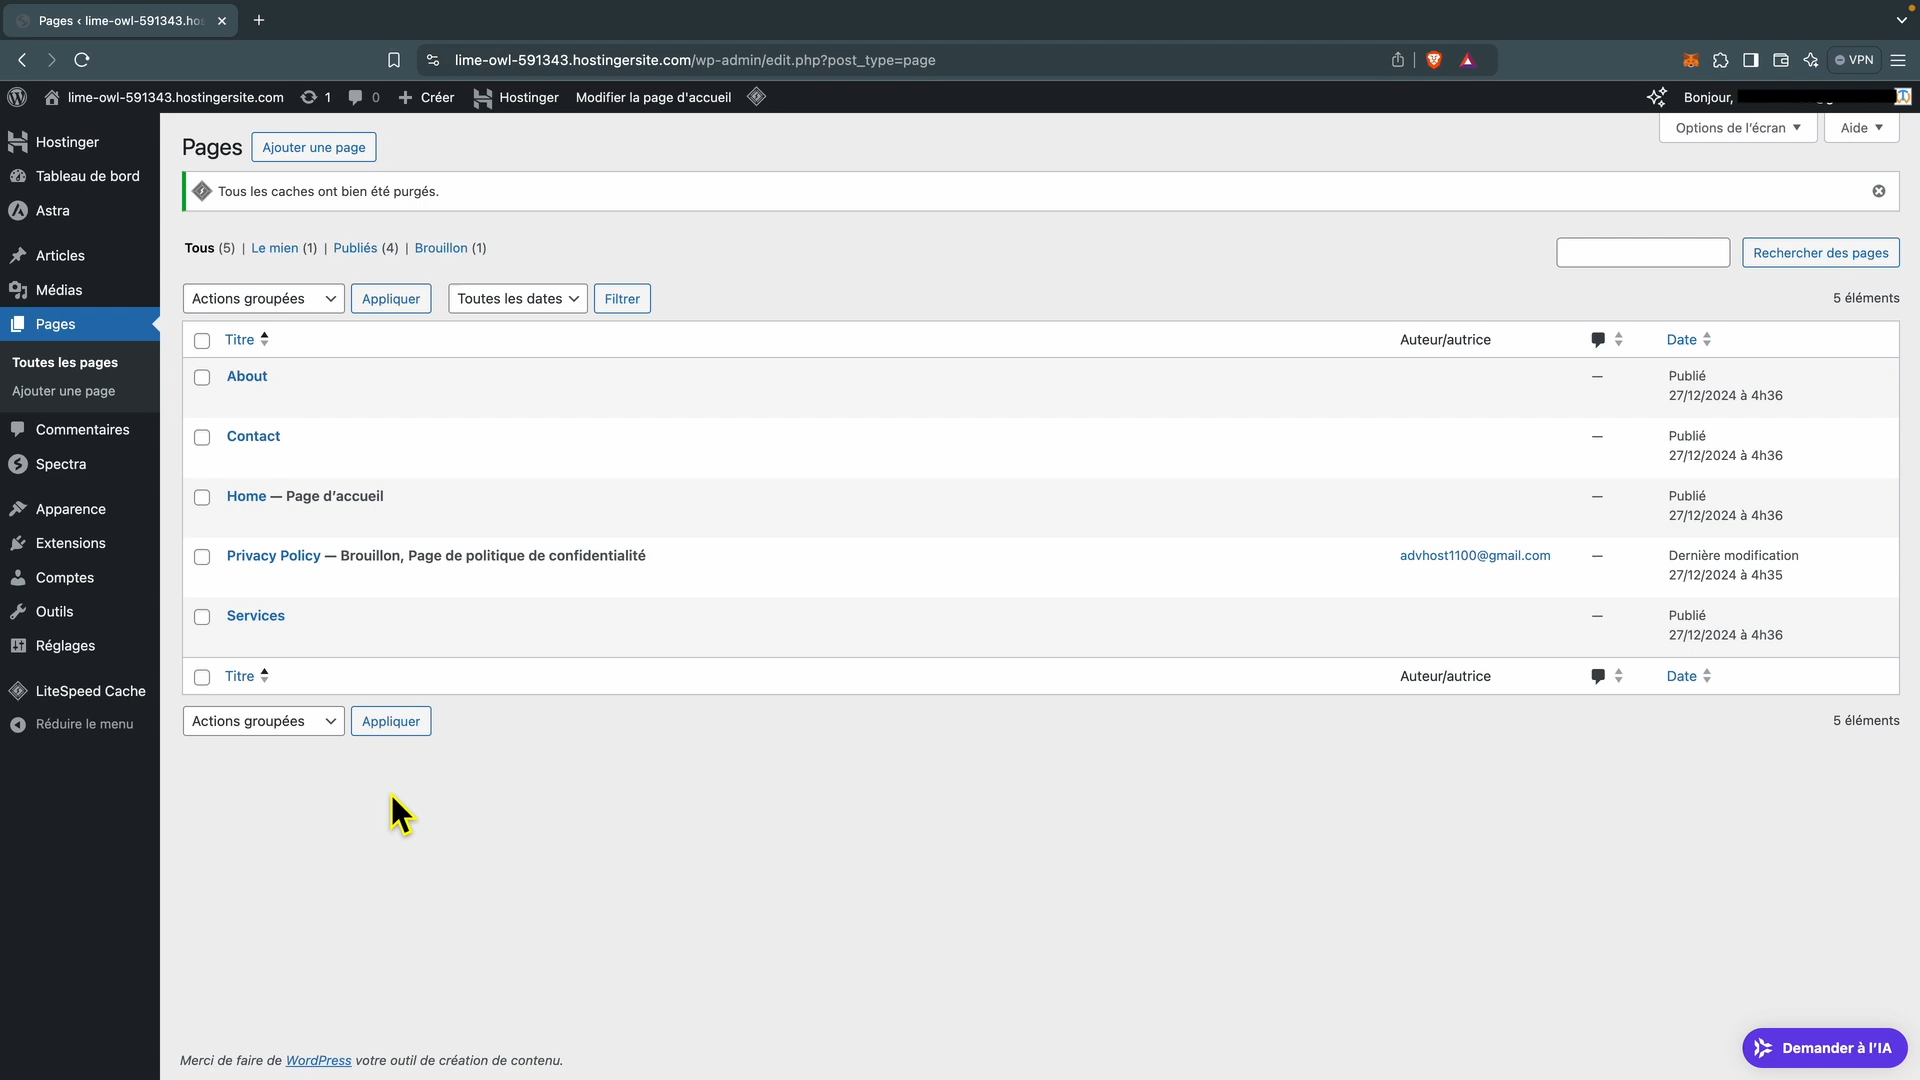 Pages ‹ lime-owl-591343.hos
lime-owl-591343.hostingersite.com/wp-admin/edit.php?post_type=page
VPN
lime-owl-591343.hostingersite.com
1
0
Créer
Hostinger
Modifier la page d'accueil
Bonjour,
Hostinger
Tableau de bord
Astra
Articles
Médias
Pages
Toutes les pages
Ajouter une page
Commentaires
Spectra
Apparence
Extensions
Comptes
Outils
Réglages
LiteSpeed Cache
Réduire le menu
Pages
Ajouter une page
Options de l'écran
Aide
Tous les caches ont bien été purgés.
Tous (5) | Le mien (1) | Publiés (4) | Brouillon (1)
Rechercher des pages
Actions groupées
Appliquer
Toutes les dates
Filtrer
5 éléments
Titre
Auteur/autrice
Date
About
—
Publié
27/12/2024 à 4h36
Contact
—
Publié
27/12/2024 à 4h36
Home — Page d'accueil
—
Publié
27/12/2024 à 4h36
Privacy Policy — Brouillon, Page de politique de confidentialité
advhost1100@gmail.com
—
Dernière modification
27/12/2024 à 4h35
Services
—
Publié
27/12/2024 à 4h36
Titre
Auteur/autrice
Date
Actions groupées
Appliquer
5 éléments
Merci de faire de WordPress votre outil de création de contenu.
Demander à l'IA